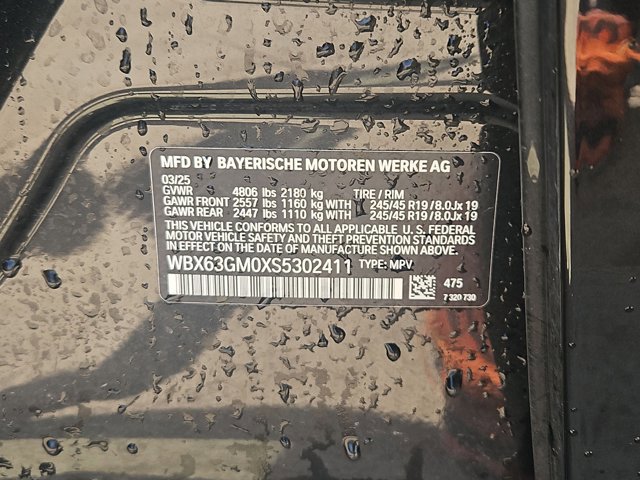 MFD BY BAYERISCHE MOTOREN WERKE AG
03/25
GVWR 4806 lbs 2180 kg TIRE / RIM
GAWR FRONT 2557 lbs 1160 kg WITH 245/45 R19 / 8.0Jx 19
GAWR REAR 2447 lbs 1110 kg WITH 245/45 R19 / 8.0Jx 19
THIS VEHICLE CONFORMS TO ALL APPLICABLE U. S. FEDERAL
MOTOR VEHICLE SAFETY AND THEFT PREVENTION STANDARDS
IN EFFECT ON THE DATE OF MANUFACTURE SHOWN ABOVE.
WBX63GM0XS5302411 TYPE: MPV
475
7 320 730